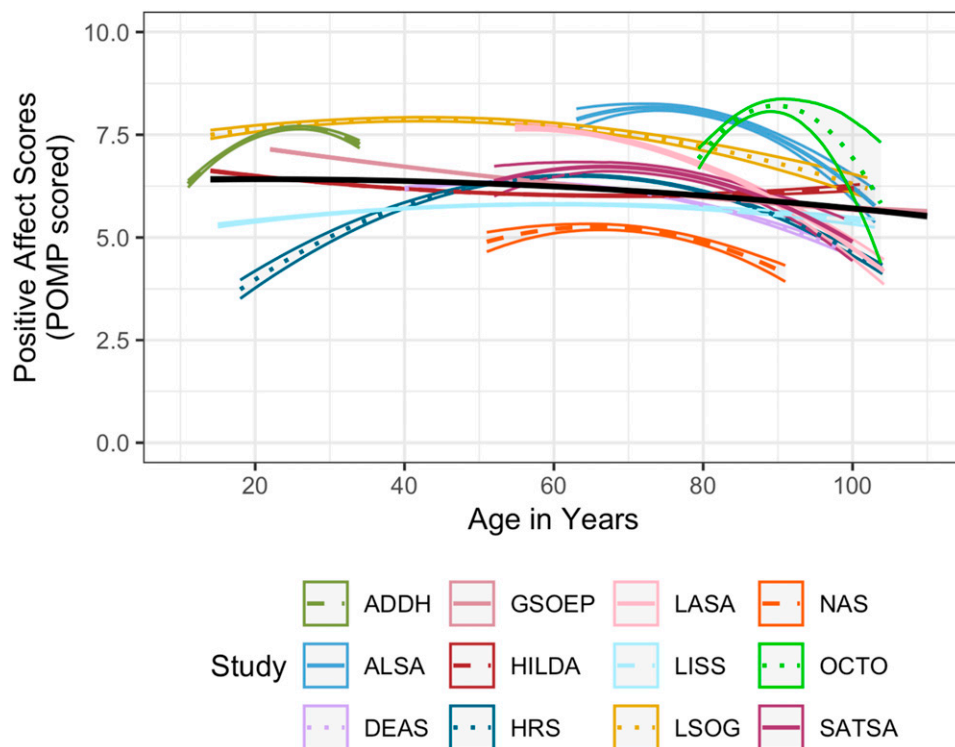 Positive Affect Scores
(POMP scored)
10.0
7.5
5.0
2.5
0.0
20 40 60 80 100
Age in Years
Study
ADDH GSOEP LASA NAS
ALSA HILDA LISS OCTO
DEAS HRS LSOG SATSA